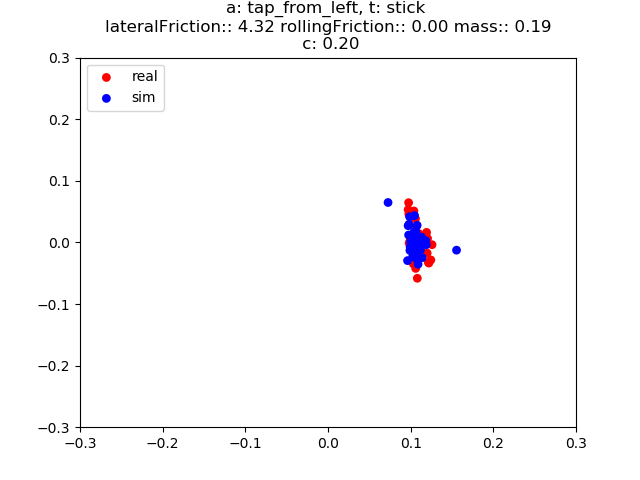 a: tap_from_left, t: stick
lateralFriction:: 4.32 rollingFriction:: 0.00 mass:: 0.19
c: 0.20
real
sim
0.3
0.2
0.1
0.0
−0.1
−0.2
−0.3
−0.3 −0.2 −0.1 0.0 0.1 0.2 0.3